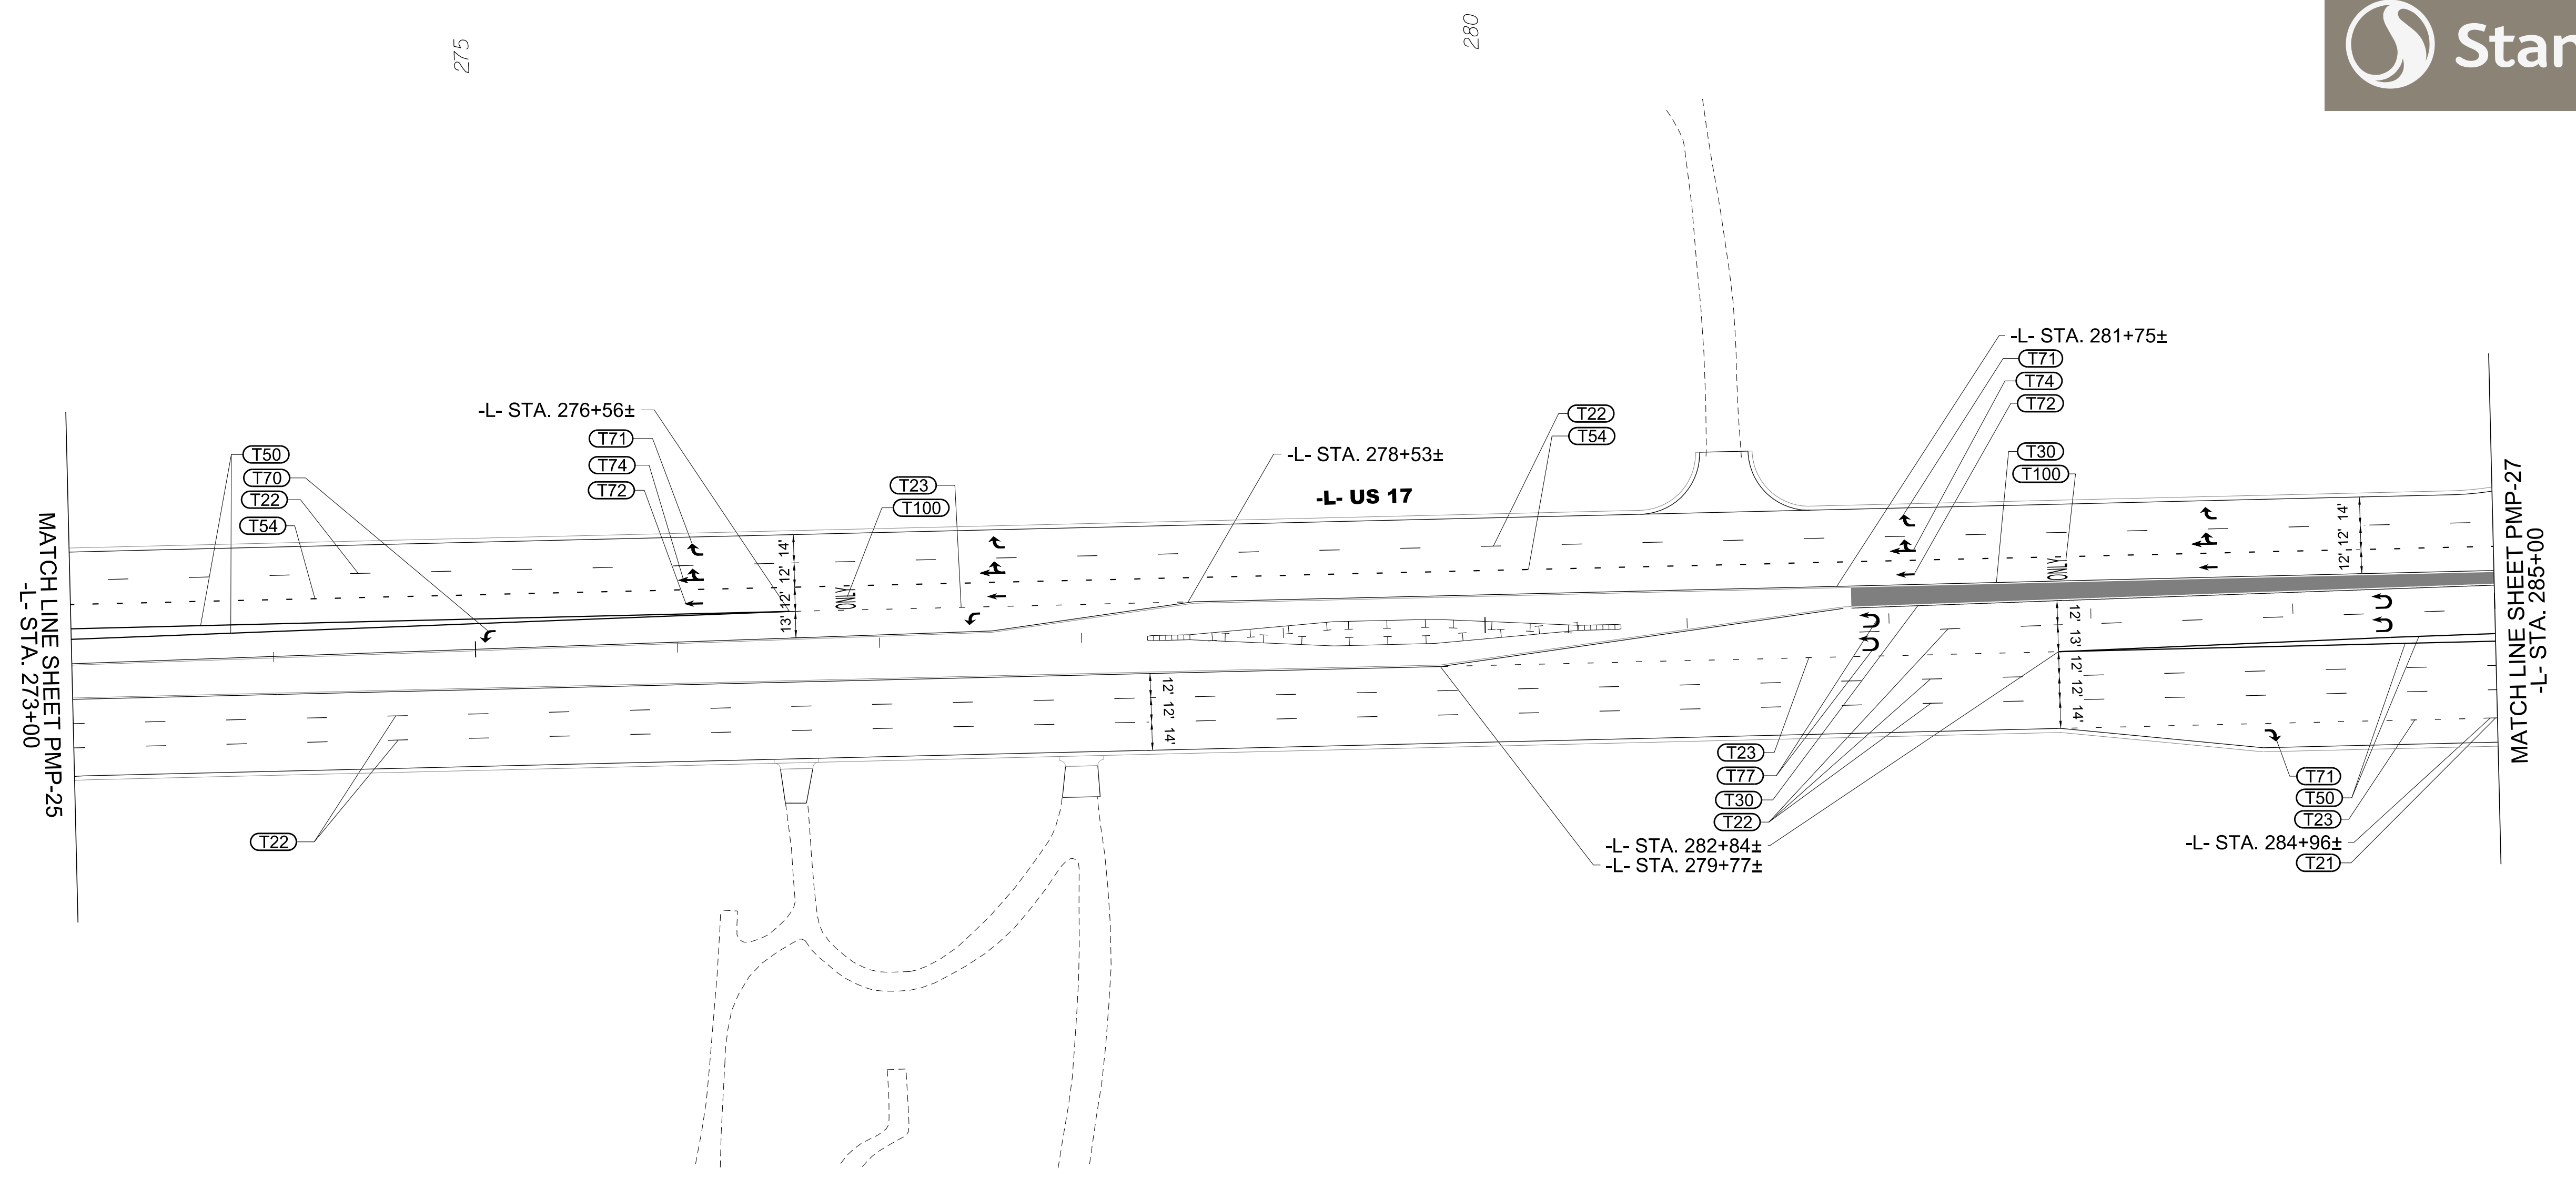 275
280
Stan
-L- STA. 281+75±
T71
T74
T72
T30
T100
-L- STA. 276+56±
T71
T74
T72
T23
T100
T50
T70
T22
T54
T22
T54
-L- STA. 278+53±
-L- US 17
MATCH LINE SHEET PMP-25
-L- STA. 273+00
MATCH LINE SHEET PMP-27
-L- STA. 285+00
14'
12'
12'
13'
ONLY
ONLY
14'
12'
12'
12'
13'
12'
12'
14'
12'
12'
14'
T22
T23
T77
T30
T22
-L- STA. 282+84±
-L- STA. 279+77±
T71
T50
T23
-L- STA. 284+96±
T21